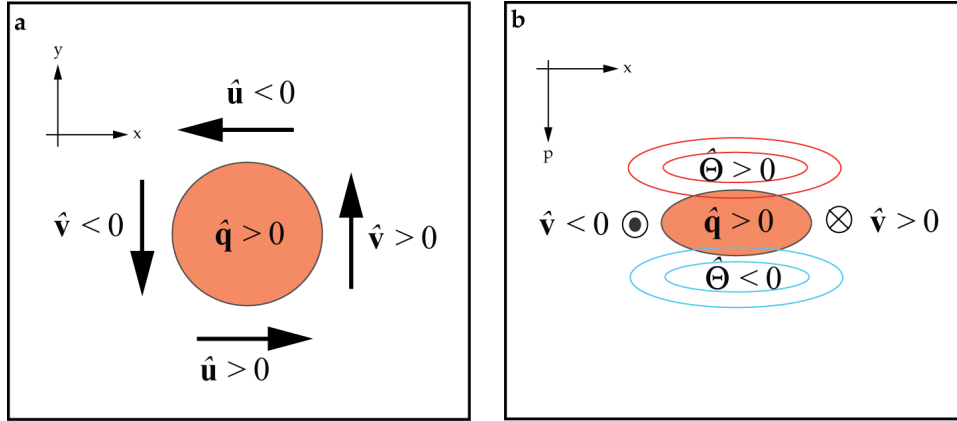 a
y
x
û < 0
v̂ < 0
q̂ > 0
v̂ > 0
û > 0
b
x
p
Θ̂ > 0
v̂ < 0
q̂ > 0
v̂ > 0
Θ̂ < 0